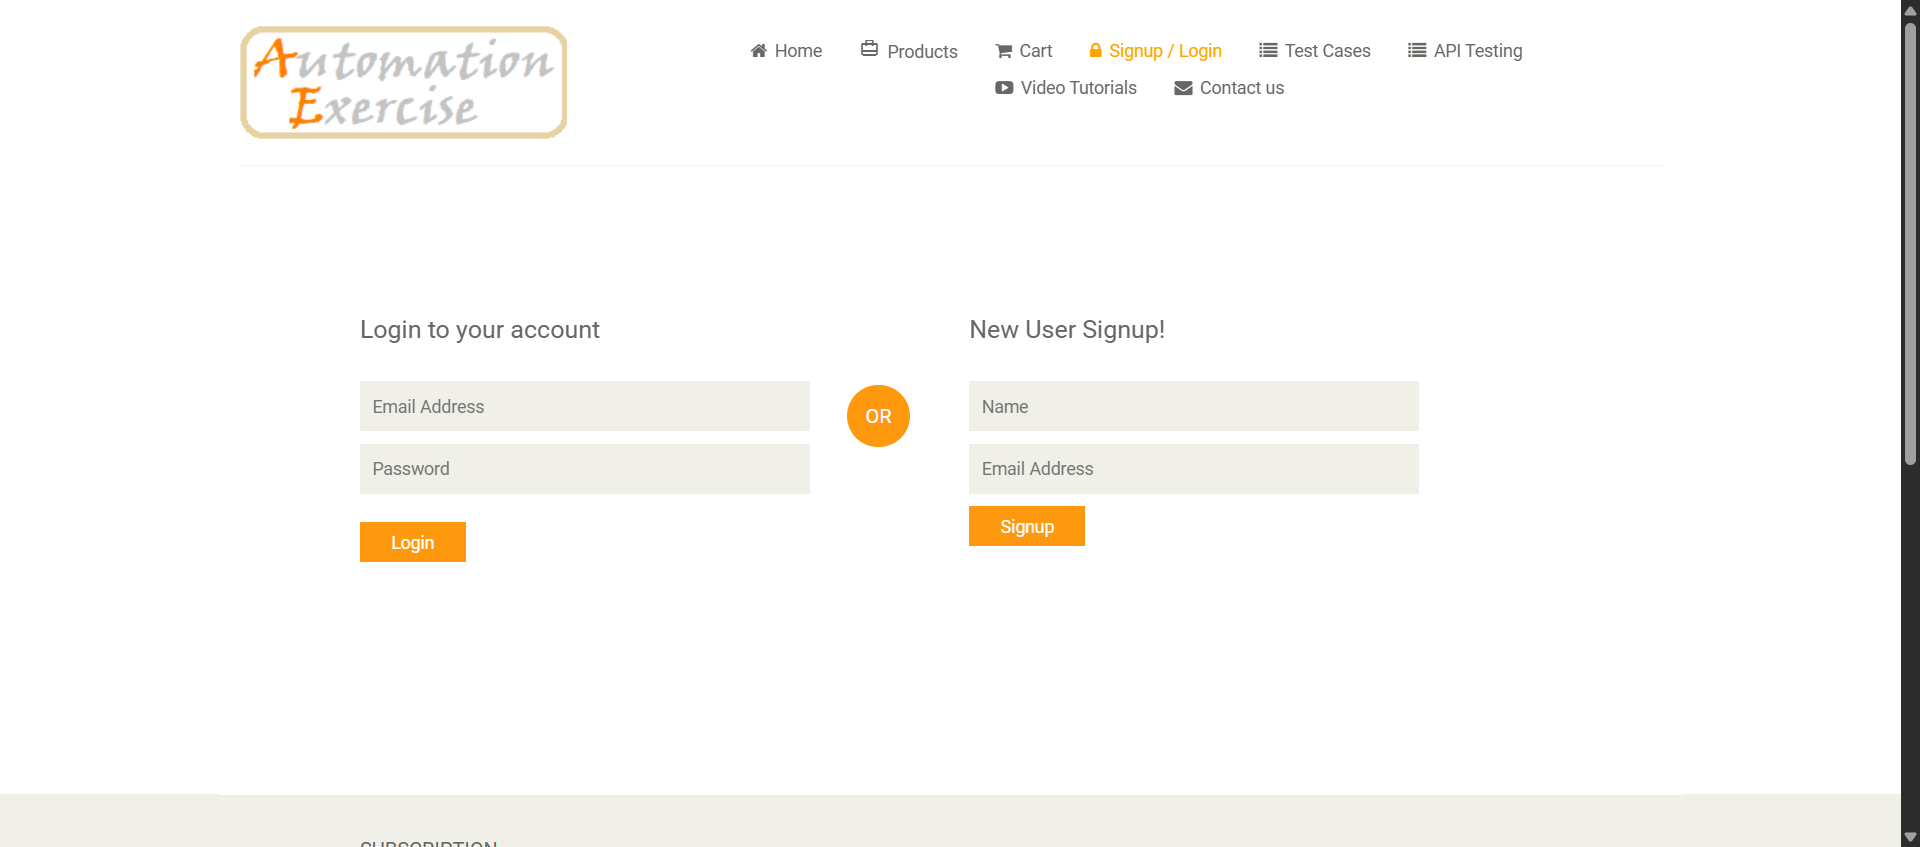 Automation
Exercise
Home Products Cart Signup / Login Test Cases API Testing
Video Tutorials Contact us
Login to your account
Email Address
Password
Login
OR
New User Signup!
Name
Email Address
Signup
SUBSCRIPTION